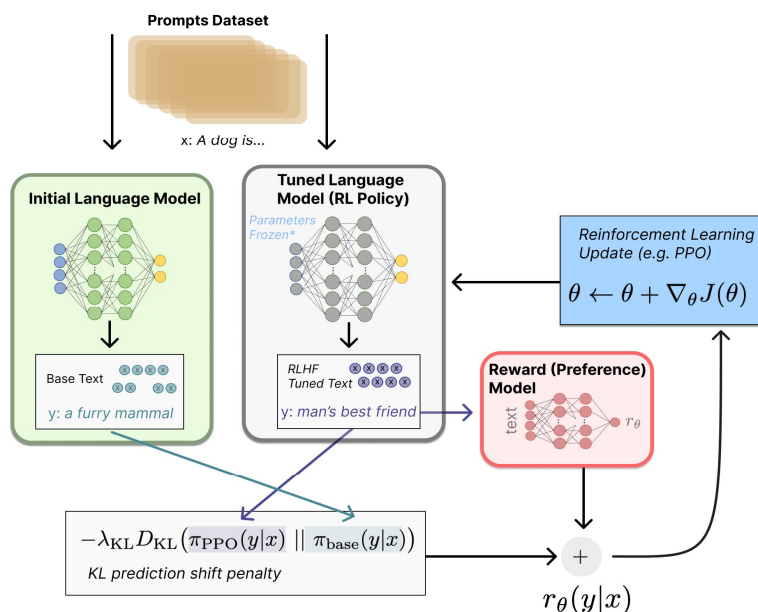 Prompts Dataset
x: A dog is...
Initial Language Model
Base Text
x x x x
x x x x
y: a furry mammal
Tuned Language
Model (RL Policy)
Parameters
Frozen*
RLHF
Tuned Text
x x x x
x x x x
y: man's best friend
Reinforcement Learning
Update (e.g. PPO)
θ ← θ + ∇θJ(θ)
Reward (Preference)
Model
text
rθ
−λKL DKL(πPPO(y|x) || πbase(y|x))
KL prediction shift penalty
+
rθ(y|x)